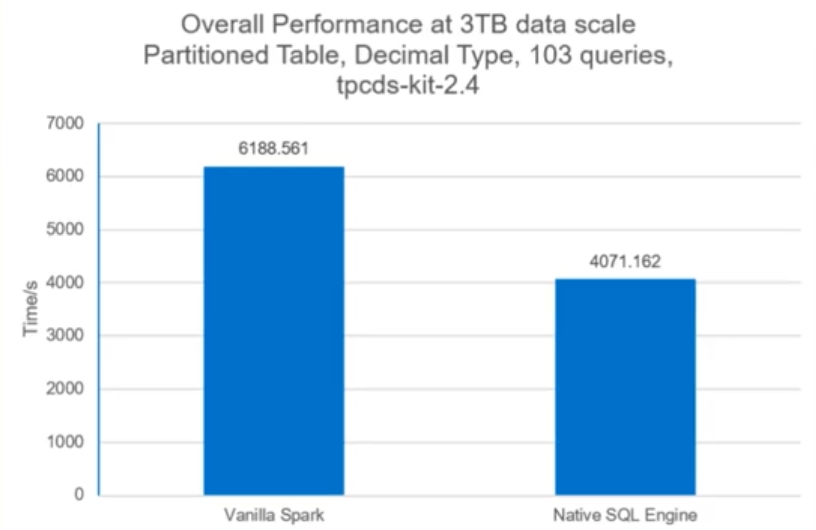 Overall Performance at 3TB data scale
Partitioned Table, Decimal Type, 103 queries,
tpcds-kit-2.4
7000
6188.561
6000
5000
4071.162
4000
Time/s
3000
2000
1000
0
Vanilla Spark
Native SQL Engine